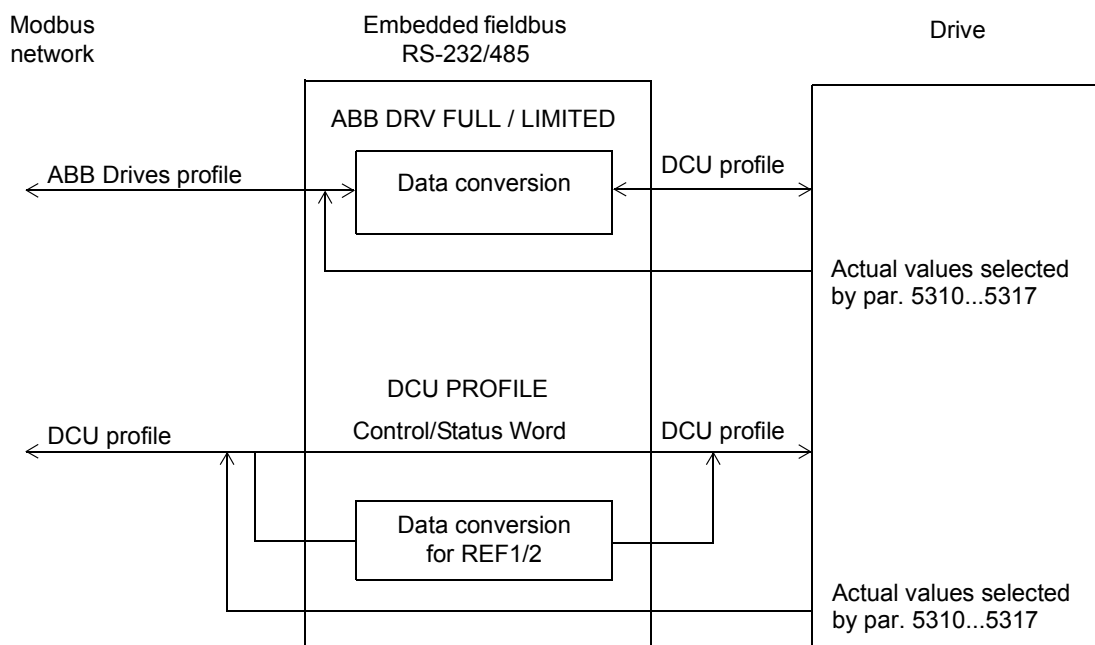 Modbus
network
Embedded fieldbus
RS-232/485
Drive
ABB DRV FULL / LIMITED
ABB Drives profile
Data conversion
DCU profile
Actual values selected
by par. 5310...5317
DCU PROFILE
DCU profile
Control/Status Word
DCU profile
Data conversion
for REF1/2
Actual values selected
by par. 5310...5317